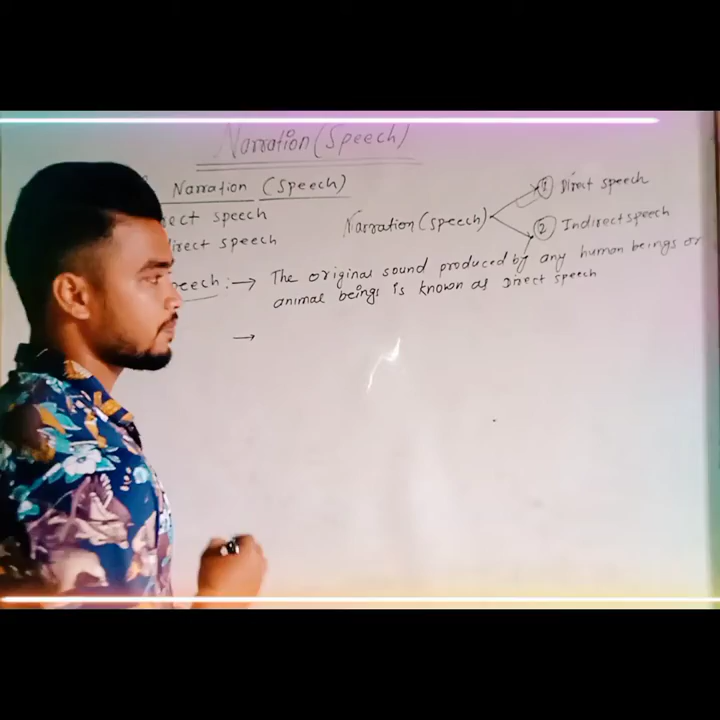 Narration (Speech)
Narration (Speech)
ect speech
direct speech
Narration (speech)
① Direct speech
② Indirect speech
eech :→ The original sound produced by any human beings or
animal beings is known as Direct speech
→